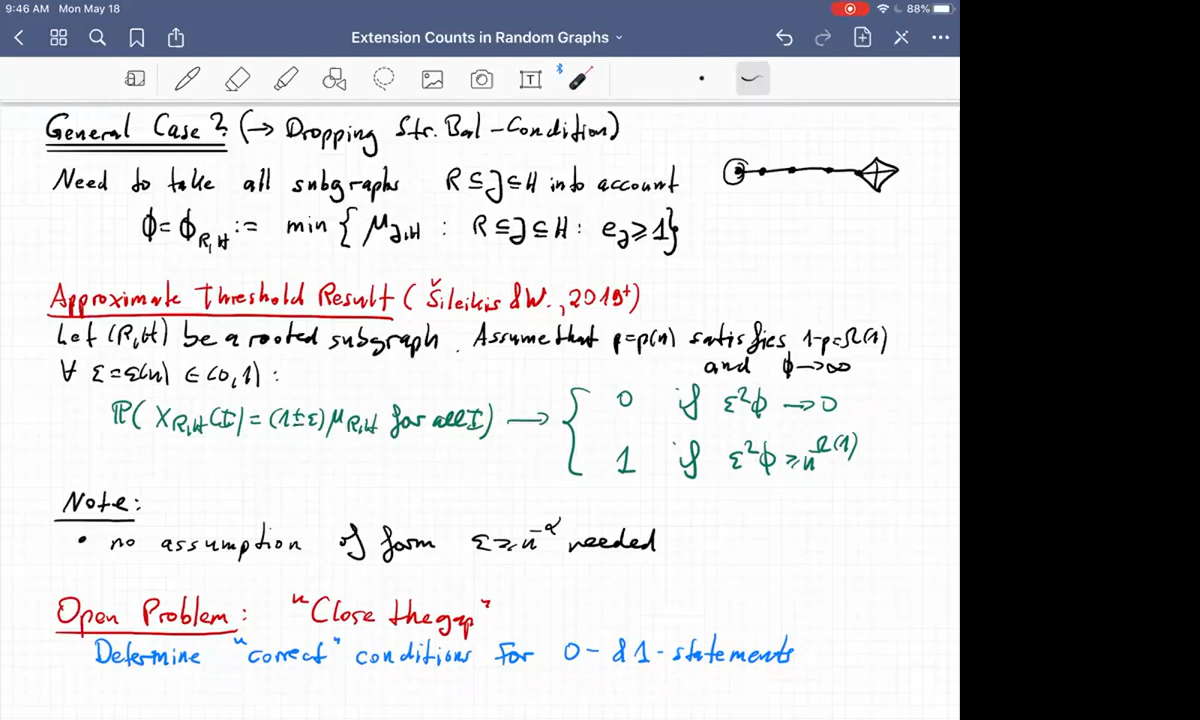 9:46 AM Mon May 18
88%
Extension Counts in Random Graphs
General Case? (→ Dropping Str. Bal-Condition)
Need to take all subgraphs R⊆J⊆H into account
ϕ = ϕ_{R,H} := min { μ_{J,H} : R⊆J⊆H : e_J ≥ 1}
Approximate Threshold Result (Šileikis & W., 2019⁺)
Let (R,H) be a rooted subgraph. Assume that p=p(n) satisfies 1-p=Ω(1)
and ϕ→∞
∀ ε=ε(n) ∈ (0,1):
ℙ( X_{R,H}(I) = (1±ε) μ_{R,H} for all I) → { 0 if ε²ϕ → 0
1 if ε²ϕ ≥ n^{Ω(1)}
Note:
• no assumption of form ε ≥ n^{-α} needed
Open Problem: "Close the gap"
Determine "correct" conditions for 0- & 1-statements